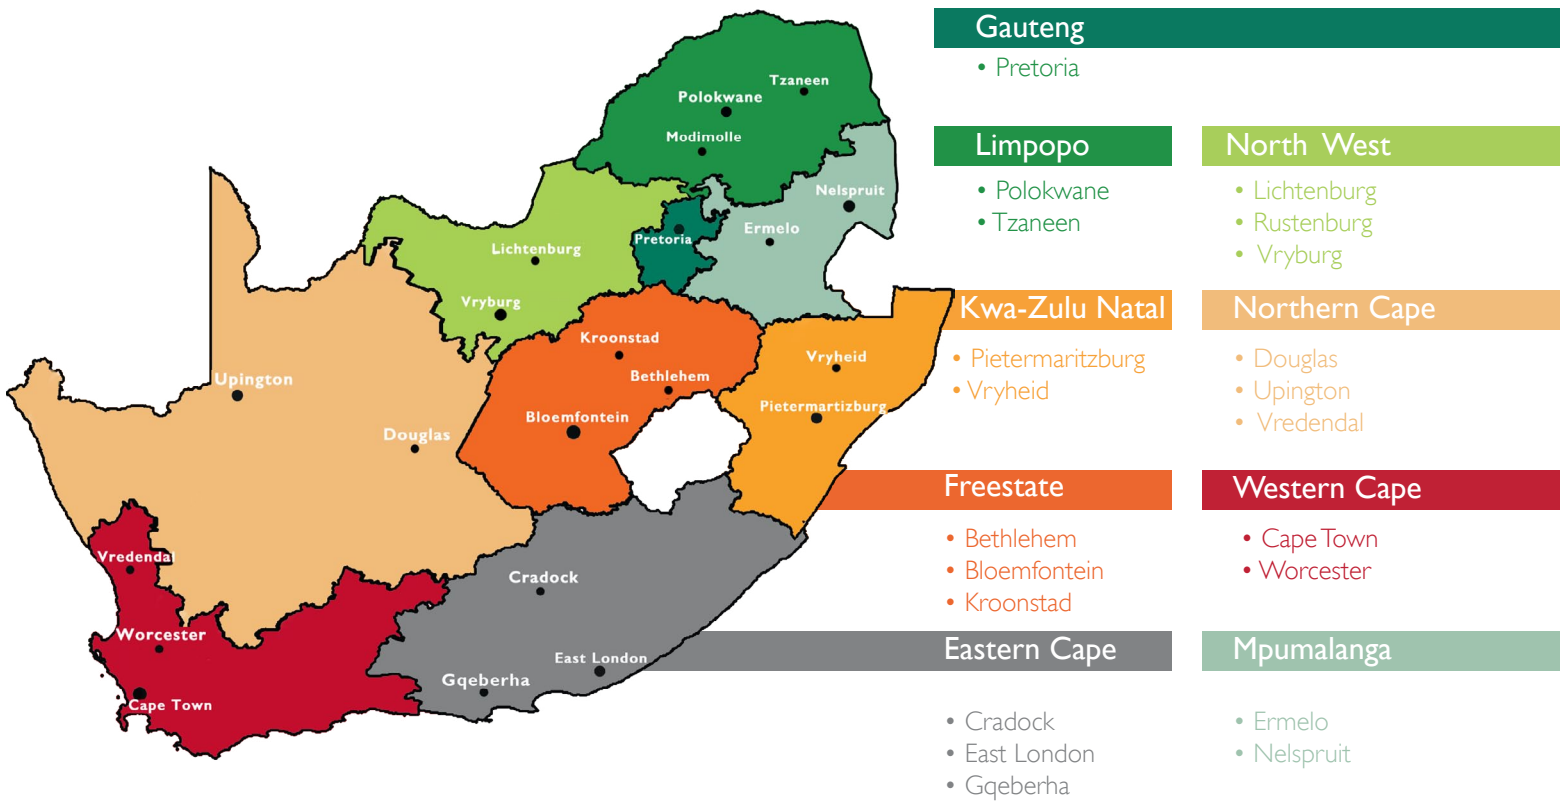 Tzaneen
Polokwane
Modimolle
Nelspruit
Ermelo
Pretoria
Lichtenburg
Vryburg
Kroonstad
Vryheid
Bethlehem
Upington
Pietermartizburg
Bloemfontein
Douglas
Vredendal
Cradock
Worcester
East London
Gqeberha
Cape Town
Gauteng
• Pretoria
Limpopo
• Polokwane
• Tzaneen
North West
• Lichtenburg
• Rustenburg
• Vryburg
Kwa-Zulu Natal
• Pietermaritzburg
• Vryheid
Northern Cape
• Douglas
• Upington
• Vredendal
Freestate
• Bethlehem
• Bloemfontein
• Kroonstad
Western Cape
• Cape Town
• Worcester
Eastern Cape
• Cradock
• East London
• Gqeberha
Mpumalanga
• Ermelo
• Nelspruit